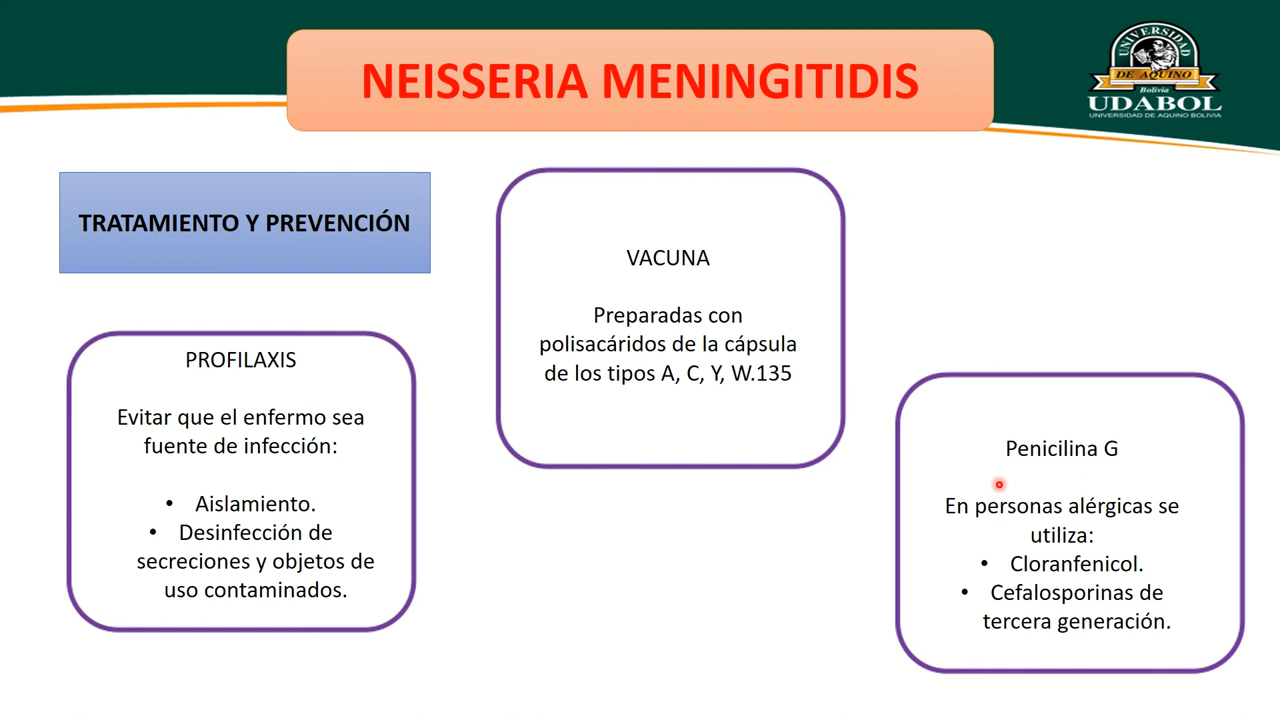 NEISSERIA MENINGITIDIS
UNIVERSIDAD
DE AQUINO
Bolivia
UDABOL
UNIVERSIDAD DE AQUINO BOLIVIA
TRATAMIENTO Y PREVENCIÓN
VACUNA
Preparadas con
polisacáridos de la cápsula
de los tipos A, C, Y, W.135
PROFILAXIS
Evitar que el enfermo sea
fuente de infección:
• Aislamiento.
• Desinfección de
secreciones y objetos de
uso contaminados.
Penicilina G
En personas alérgicas se
utiliza:
• Cloranfenicol.
• Cefalosporinas de
tercera generación.